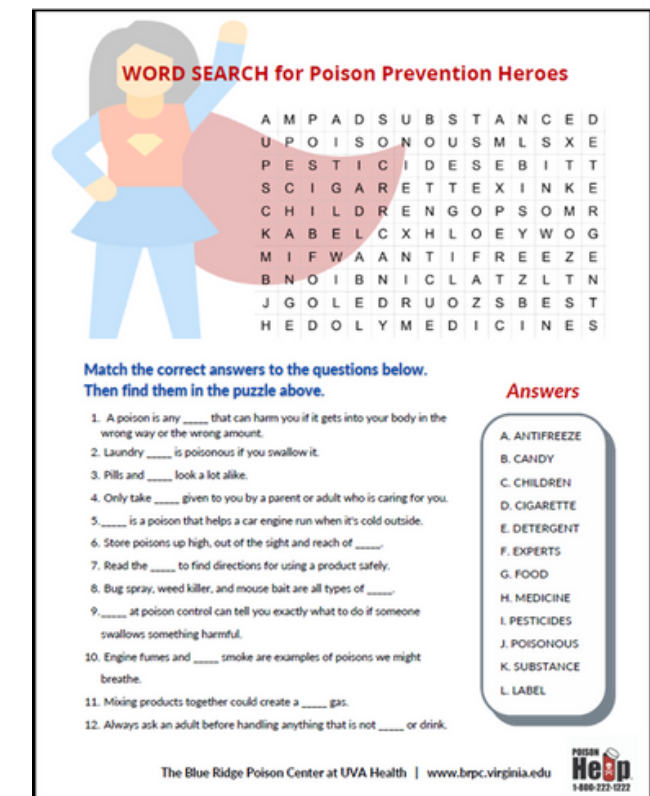 WORD SEARCH for Poison Prevention Heroes
A M P A D S U B S T A N C E D
U P O I S O N O U S M L S X E
P E S T I C I D E S E B I T T
S C I G A R E T T E X I N K E
C H I L D R E N G O P S O M R
K A B E L C X H L O E Y W O G
M I F W A A N T I F R E E Z E
B N O I B N I C L A T Z L T N
J G O L E D R U O Z S B E S T
H E D O L Y M E D I C I N E S
Match the correct answers to the questions below.
Then find them in the puzzle above.
1. A poison is any _____ that can harm you if it gets into your body in the
wrong way or the wrong amount.
2. Laundry _____ is poisonous if you swallow it.
3. Pills and _____ look a lot alike.
4. Only take _____ given to you by a parent or adult who is caring for you.
5._____ is a poison that helps a car engine run when it's cold outside.
6. Store poisons up high, out of the sight and reach of _____.
7. Read the _____ to find directions for using a product safely.
8. Bug spray, weed killer, and mouse bait are all types of _____.
9._____ at poison control can tell you exactly what to do if someone
swallows something harmful.
10. Engine fumes and _____ smoke are examples of poisons we might
breathe.
11. Mixing products together could create a _____ gas.
12. Always ask an adult before handling anything that is not _____ or drink.
Answers
A. ANTIFREEZE
B. CANDY
C. CHILDREN
D. CIGARETTE
E. DETERGENT
F. EXPERTS
G. FOOD
H. MEDICINE
I. PESTICIDES
J. POISONOUS
K. SUBSTANCE
L. LABEL
The Blue Ridge Poison Center at UVA Health | www.brpc.virginia.edu
POISON
Help
1-800-222-1222